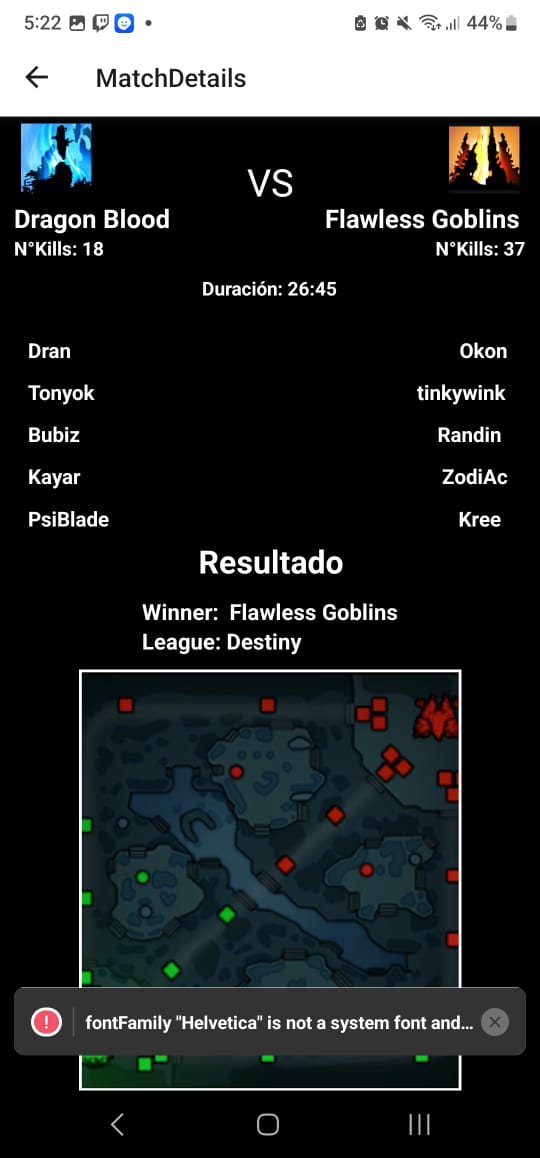 5:22
44%
MatchDetails
VS
Dragon Blood
Flawless Goblins
N°Kills: 18
N°Kills: 37
Duración: 26:45
Dran
Okon
Tonyok
tinkywink
Bubiz
Randin
Kayar
ZodiAc
PsiBlade
Kree
Resultado
Winner:  Flawless Goblins
League: Destiny
fontFamily "Helvetica" is not a system font and...